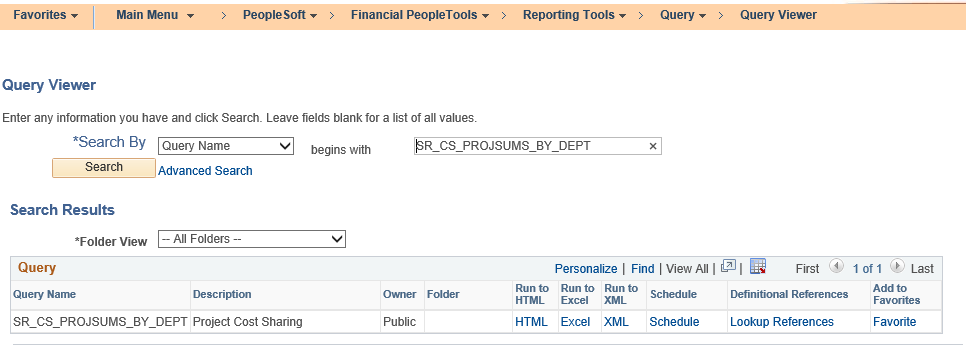 Favorites Main Menu > PeopleSoft > Financial PeopleTools > Reporting Tools > Query > Query Viewer
Query Viewer
Enter any information you have and click Search. Leave fields blank for a list of all values.
*Search By Query Name begins with SR_CS_PROJSUMS_BY_DEPT ×
Search Advanced Search
Search Results
*Folder View -- All Folders --
Query Personalize | Find | View All | | First 1 of 1 Last
Query Name Description Owner Folder Run to HTML Run to Excel Run to XML Schedule Definitional References Add to Favorites
SR_CS_PROJSUMS_BY_DEPT Project Cost Sharing Public HTML Excel XML Schedule Lookup References Favorite